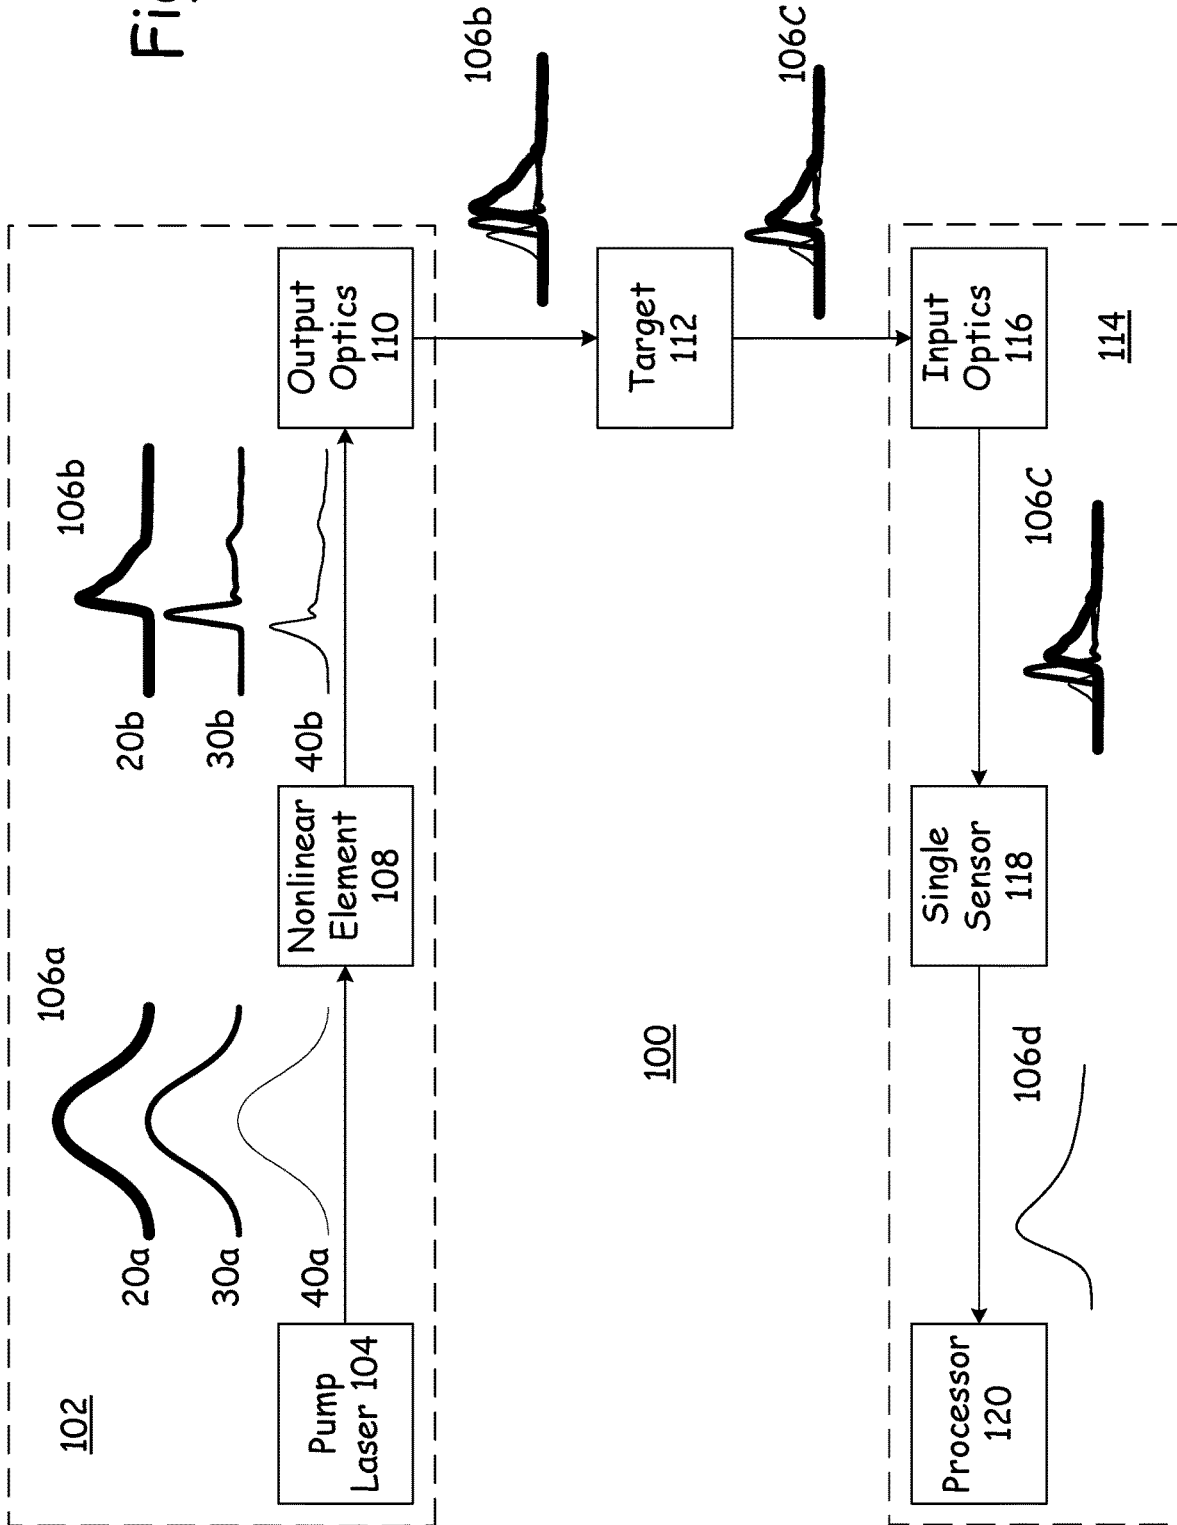 Fig
102
106a
20a
30a
40a
Pump
Laser 104
Nonlinear
Element
108
106b
20b
30b
40b
Output
Optics
110
106b
Target
112
106C
100
Input
Optics
116
114
106C
Single
Sensor
118
106d
Processor
120